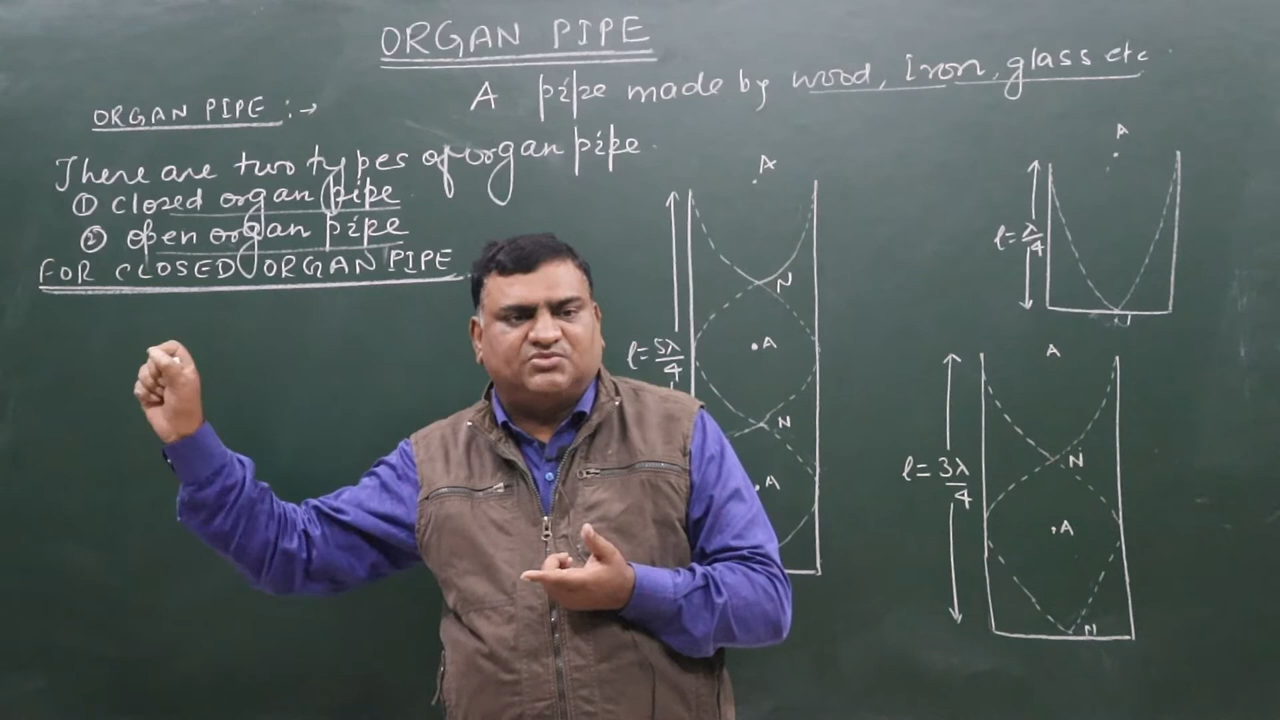 ORGAN PIPE
A pipe made by wood, Iron, glass etc
ORGAN PIPE :→
There are two types of organ pipe.
① closed organ pipe
② open organ pipe
FOR CLOSED ORGAN PIPE
A
N
l = 5λ/4
A
N
A
A
l = λ/4
N
A
l = 3λ/4
N
A
N